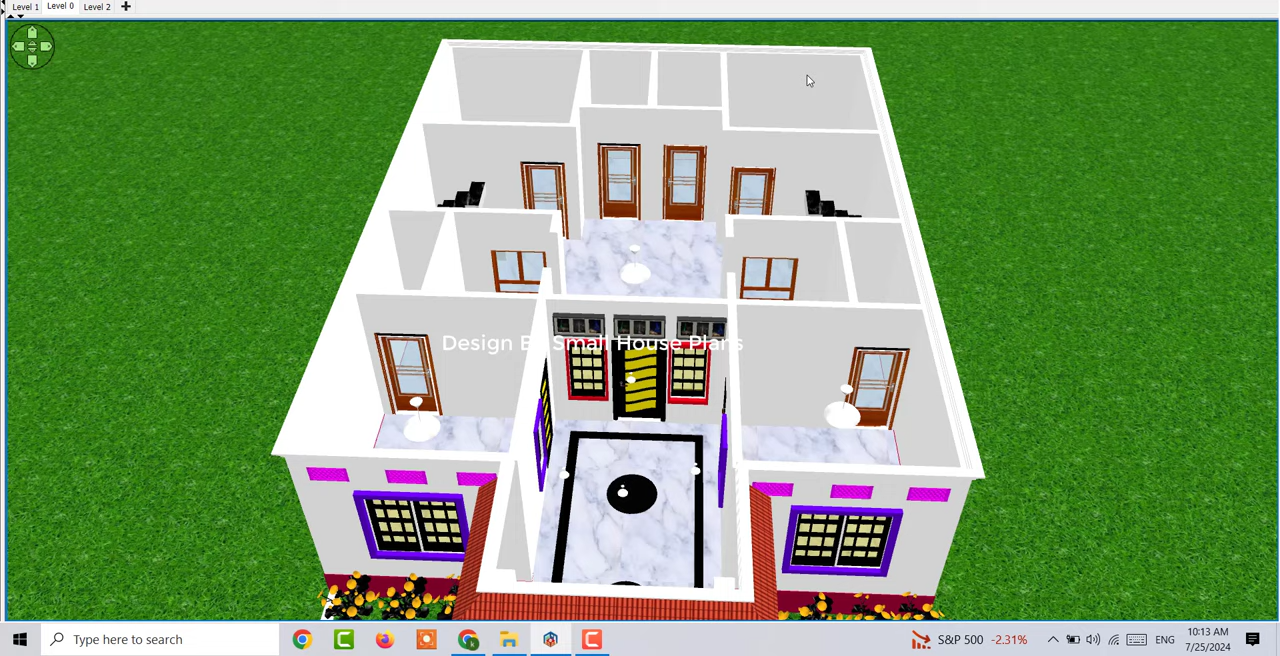 Level 1 Level 0 Level 2
Design By Small House Plans
Type here to search
S&P 500 -2.31%
ENG
10:13 AM
7/25/2024